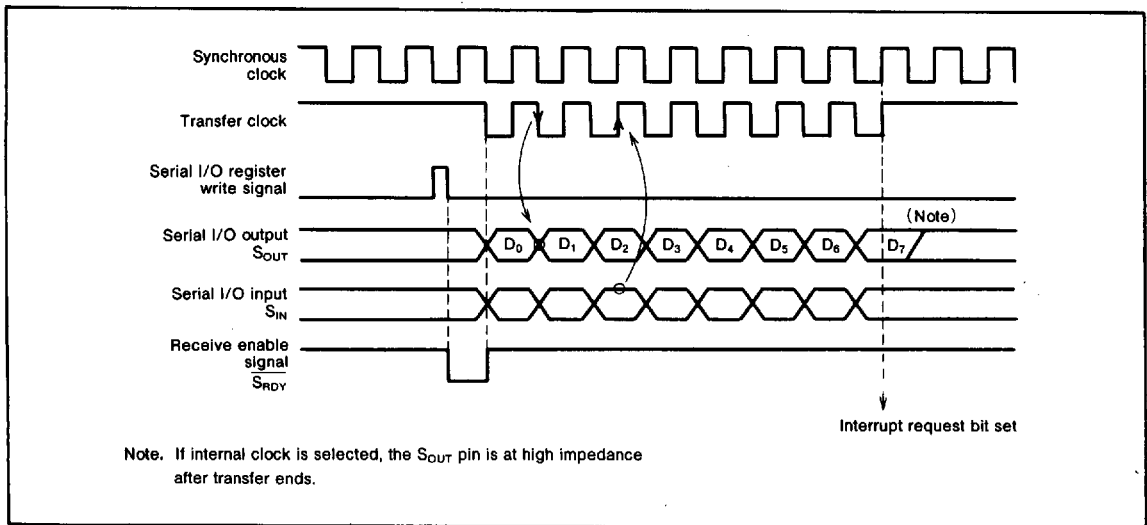 Synchronous
clock
Transfer clock
Serial I/O register
write signal
(Note)
Serial I/O output
SOUT
D0 D1 D2 D3 D4 D5 D6 D7
Serial I/O input
SIN
Receive enable
signal
SRDY
Interrupt request bit set
Note. If internal clock is selected, the SOUT pin is at high impedance
after transfer ends.